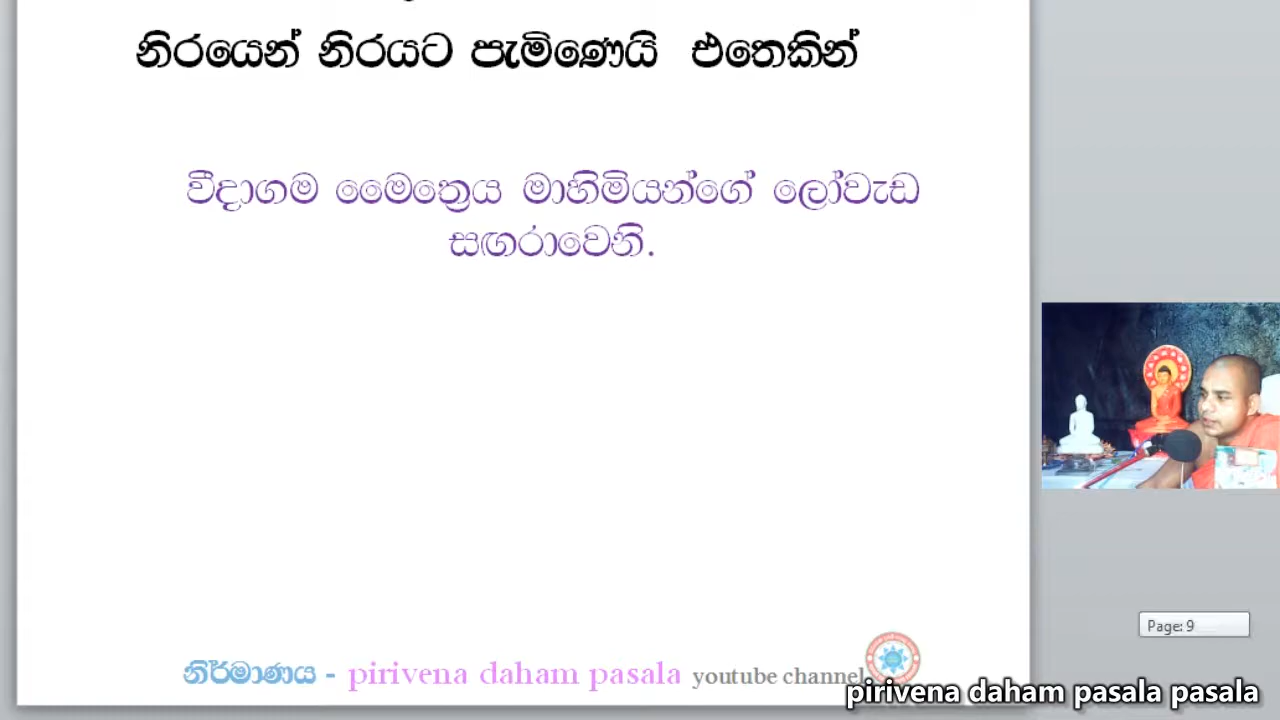 නිරයෙන් නිරයට පැමිණෙයි එතෙකින්
වීදාගම මෛත්‍රෙය මාහිමියන්ගේ ලෝවැඩ
සඟරාවෙනි.
Page: 9
නිර්මාණය - pirivena daham pasala youtube channel
pirivena daham pasala pasala